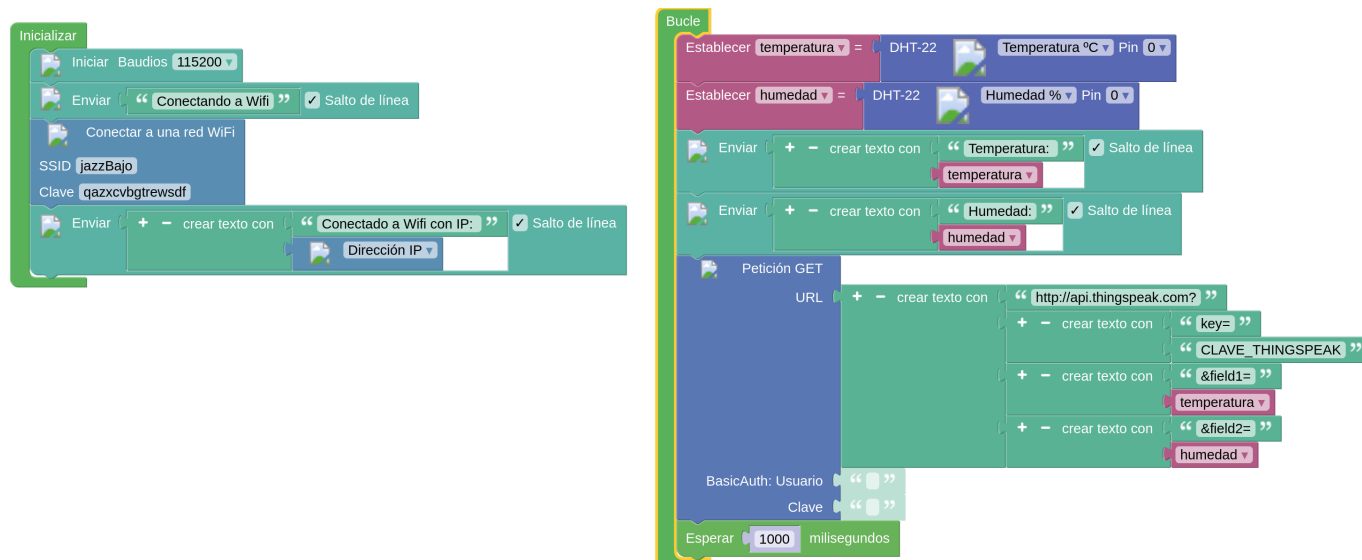 Inicializar
Iniciar Baudios 115200
Enviar “ Conectando a Wifi ” ✓ Salto de línea
Conectar a una red WiFi
SSID jazzBajo
Clave qazxcvbgtrewsdf
Enviar + − crear texto con “ Conectado a Wifi con IP: ” ✓ Salto de línea
Dirección IP
Bucle
Establecer temperatura = DHT-22 Temperatura ºC Pin 0
Establecer humedad = DHT-22 Humedad % Pin 0
Enviar + − crear texto con “ Temperatura: ” ✓ Salto de línea
temperatura
Enviar + − crear texto con “ Humedad: ” ✓ Salto de línea
humedad
Petición GET
URL + − crear texto con “ http://api.thingspeak.com? ”
+ − crear texto con “ key= ”
“ CLAVE_THINGSPEAK ”
+ − crear texto con “ &field1= ”
temperatura
+ − crear texto con “ &field2= ”
humedad
BasicAuth: Usuario “ ”
Clave “ ”
Esperar 1000 milisegundos